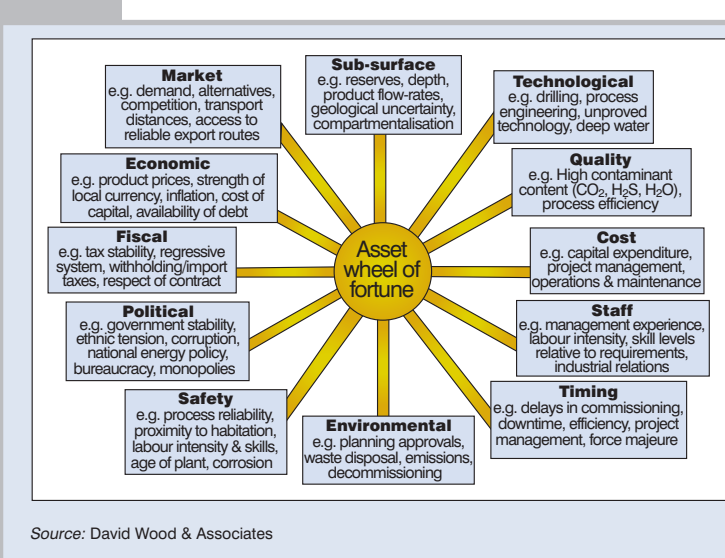 Sub-surface
e.g. reserves, depth,
product flow-rates,
geological uncertainty,
compartmentalisation
Technological
e.g. drilling, process
engineering, unproved
technology, deep water
Quality
e.g. High contaminant
content (CO₂, H₂S, H₂O),
process efficiency
Cost
e.g. capital expenditure,
project management,
operations & maintenance
Staff
e.g. management experience,
labour intensity, skill levels
relative to requirements,
industrial relations
Timing
e.g. delays in commissioning,
downtime, efficiency, project
management, force majeure
Environmental
e.g. planning approvals,
waste disposal, emissions,
decommissioning
Safety
e.g. process reliability,
proximity to habitation,
labour intensity & skills,
age of plant, corrosion
Political
e.g. government stability,
ethnic tension, corruption,
national energy policy,
bureaucracy, monopolies
Fiscal
e.g. tax stability, regressive
system, withholding/import
taxes, respect of contract
Economic
e.g. product prices, strength of
local currency, inflation, cost of
capital, availability of debt
Market
e.g. demand, alternatives,
competition, transport
distances, access to
reliable export routes
Asset
wheel of
fortune
Source: David Wood & Associates